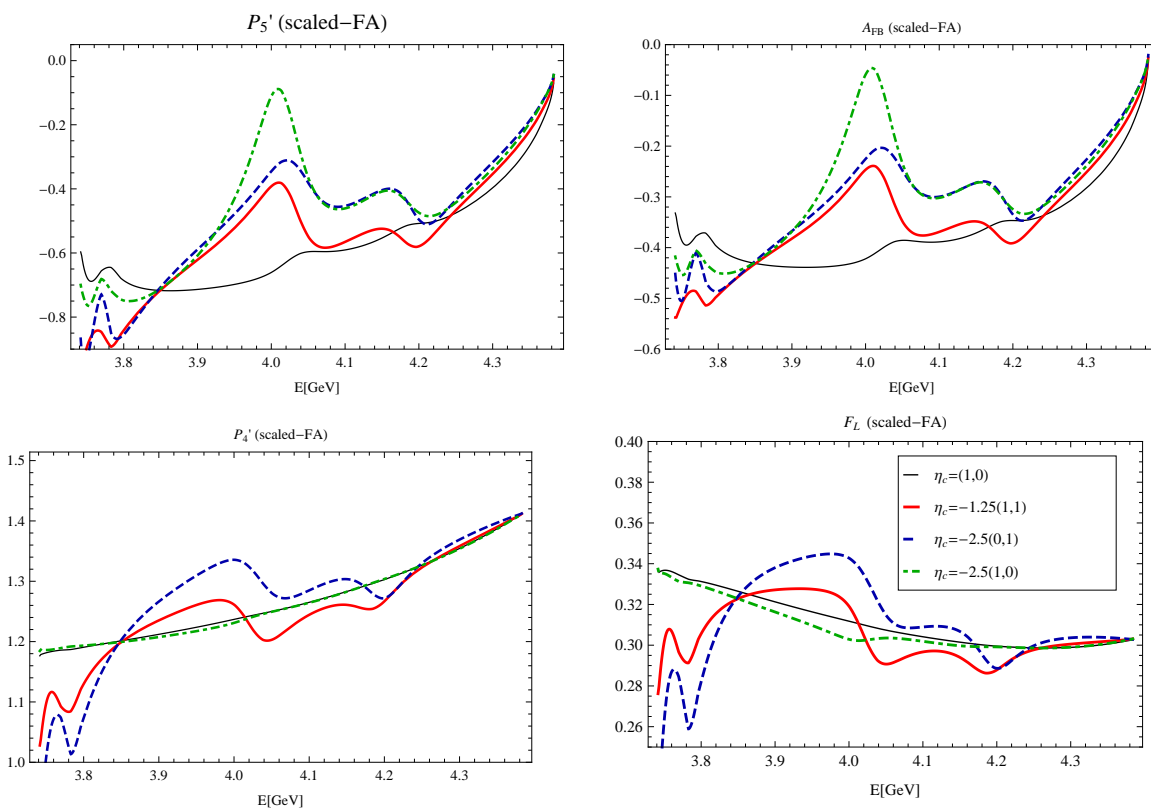 P5' (scaled−FA)
0.0
−0.2
−0.4
−0.6
−0.8
3.8 3.9 4.0 4.1 4.2 4.3
E[GeV]
AFB (scaled−FA)
0.0
−0.1
−0.2
−0.3
−0.4
−0.5
−0.6
3.8 3.9 4.0 4.1 4.2 4.3
E[GeV]
P4' (scaled−FA)
1.5
1.4
1.3
1.2
1.1
1.0
3.8 3.9 4.0 4.1 4.2 4.3
E[GeV]
FL (scaled−FA)
0.40
0.38
0.36
0.34
0.32
0.30
0.28
0.26
3.8 3.9 4.0 4.1 4.2 4.3
E[GeV]
ηc=(1,0)
ηc=−1.25(1,1)
ηc=−2.5(0,1)
ηc=−2.5(1,0)